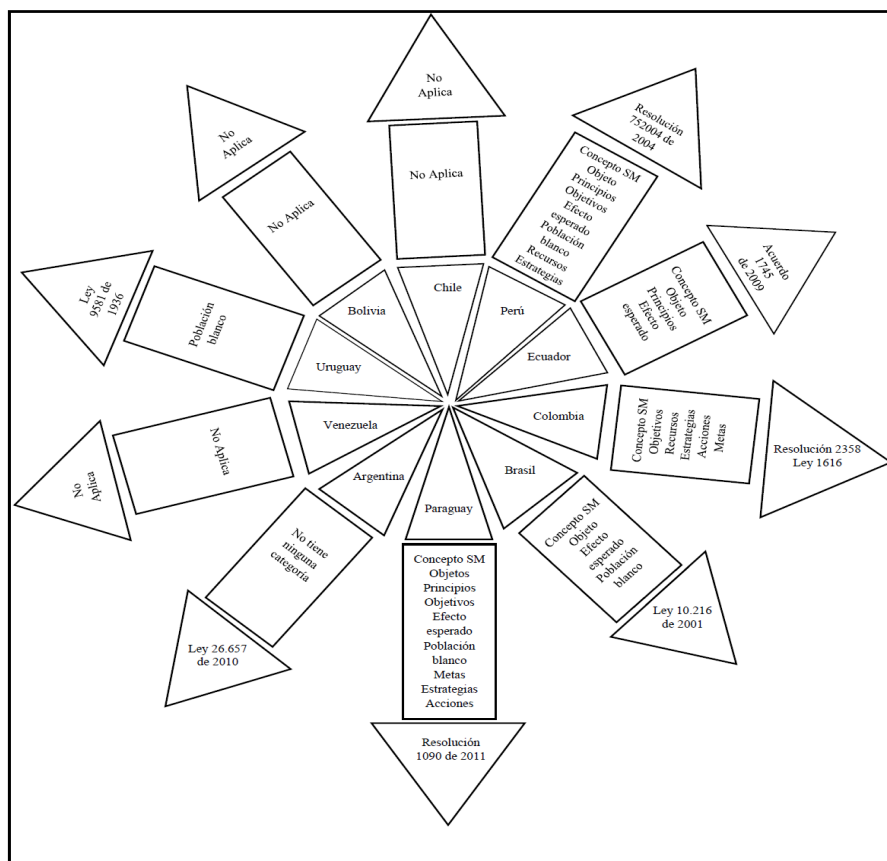 No
Aplica
No Aplica
Chile
Resolución
752004 de
2004
Concepto SM
Objeto
Principios
Objetivos
Efecto
esperado
Población
blanco
Recursos
Estrategias
Perú
Acuerdo
1745
de 2009
Concepto SM
Objeto
Principios
Efecto
esperado
Ecuador
Resolución 2358
Ley 1616
Concepto SM
Objetivos
Recursos
Estrategias
Acciones
Metas
Colombia
Ley 10.216
de 2001
Concepto SM
Objeto
Efecto
esperado
Población
blanco
Brasil
Paraguay
Concepto SM
Objetos
Principios
Objetivos
Efecto
esperado
Población
blanco
Metas
Estrategias
Acciones
Resolución
1090 de 2011
Argentina
No tiene
ninguna
categoría
Ley 26.657
de 2010
Venezuela
No Aplica
No
Aplica
Uruguay
Población
blanco
Ley
9581 de
1936
Bolivia
No Aplica
No
Aplica